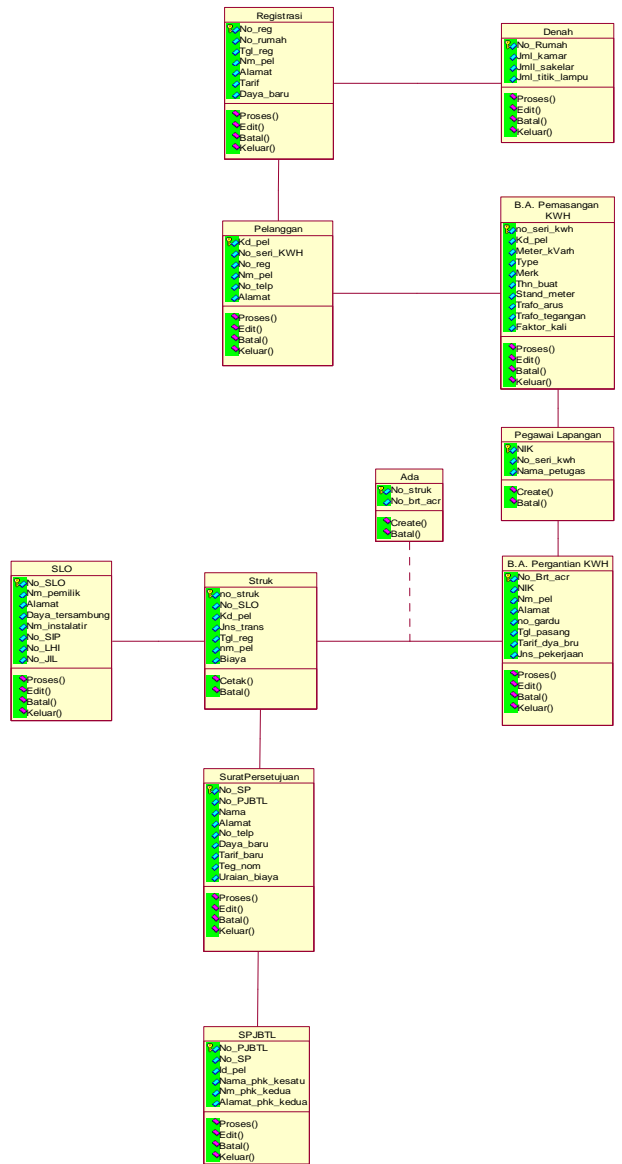 Registrasi
No_reg
No_rumah
Tgl_reg
Nm_pel
Alamat
Tarif
Daya_baru
Proses()
Edit()
Batal()
Keluar()
Denah
No_Rumah
Jml_kamar
Jmll_sakelar
Jml_titik_lampu
Proses()
Edit()
Batal()
Keluar()
Pelanggan
Kd_pel
No_seri_KWH
No_reg
Nm_pel
No_telp
Alamat
Proses()
Edit()
Batal()
Keluar()
B.A. Pemasangan
KWH
no_seri_kwh
Kd_pel
Meter_kVarh
Type
Merk
Thn_buat
Stand_meter
Trafo_arus
Trafo_tegangan
Faktor_kali
Proses()
Edit()
Batal()
Keluar()
Pegawai Lapangan
NIK
No_seri_kwh
Nama_petugas
Create()
Batal()
Ada
No_struk
No_brt_acr
Create()
Batal()
SLO
No_SLO
Nm_pemilik
Alamat
Daya_tersambung
Nm_instalatir
No_SIP
No_LHI
No_JIL
Proses()
Edit()
Batal()
Keluar()
Struk
no_struk
No_SLO
Kd_pel
Jns_trans
Tgl_reg
nm_pel
Biaya
Cetak()
Batal()
B.A. Pergantian KWH
No_Brt_acr
NIK
Nm_pel
Alamat
no_gardu
Tgl_pasang
Tarif_dya_bru
Jns_pekerjaan
Proses()
Edit()
Batal()
Keluar()
SuratPersetujuan
No_SP
No_PJBTL
Nama
Alamat
No_telp
Daya_baru
Tarif_baru
Teg_nom
Uraian_biaya
Proses()
Edit()
Batal()
Keluar()
SPJBTL
No_PJBTL
No_SP
Id_pel
Nama_phk_kesatu
Nm_phk_kedua
Alamat_phk_kedua
Proses()
Edit()
Batal()
Keluar()